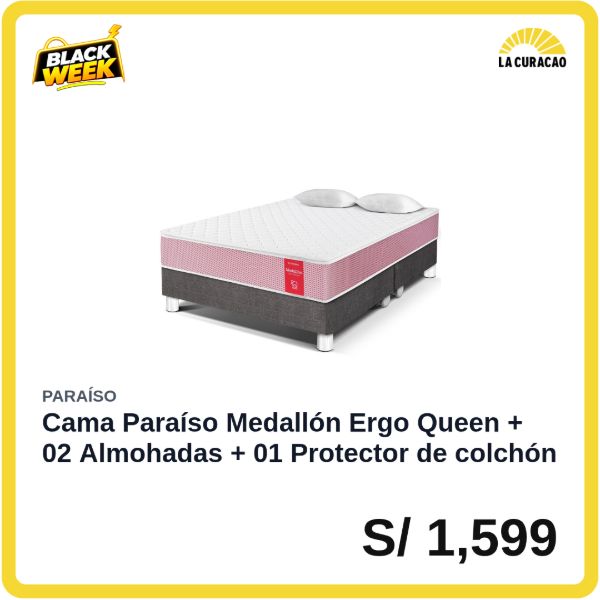 BLACK
WEEK
LA CURACAO
PARAÍSO
Cama Paraíso Medallón Ergo Queen +
02 Almohadas + 01 Protector de colchón
S/ 1,599